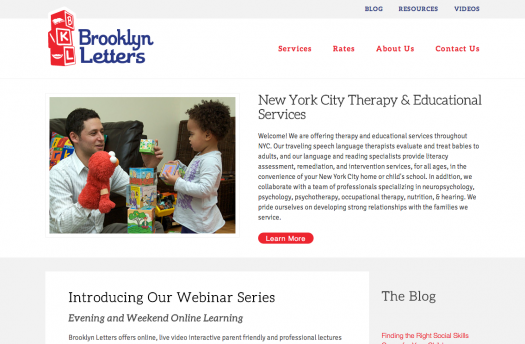 BLOG RESOURCES VIDEOS
B
K
L
Brooklyn
Letters
Services Rates About Us Contact Us
New York City Therapy & Educational
Services
Welcome! We are offering therapy and educational services throughout
NYC. Our traveling speech language therapists evaluate and treat babies to
adults, and our language and reading specialists provide literacy
assessment, remediation, and intervention services, for all ages, in the
convenience of your New York City home or child's school. In addition, we
collaborate with a team of professionals specializing in neuropsychology,
psychology, psychotherapy, occupational therapy, nutrition, & hearing. We
pride ourselves on developing strong relationships with the families we
service.
Learn More
Introducing Our Webinar Series
Evening and Weekend Online Learning
Brooklyn Letters offers online, live video interactive parent friendly and professional lectures
The Blog
Finding the Right Social Skills